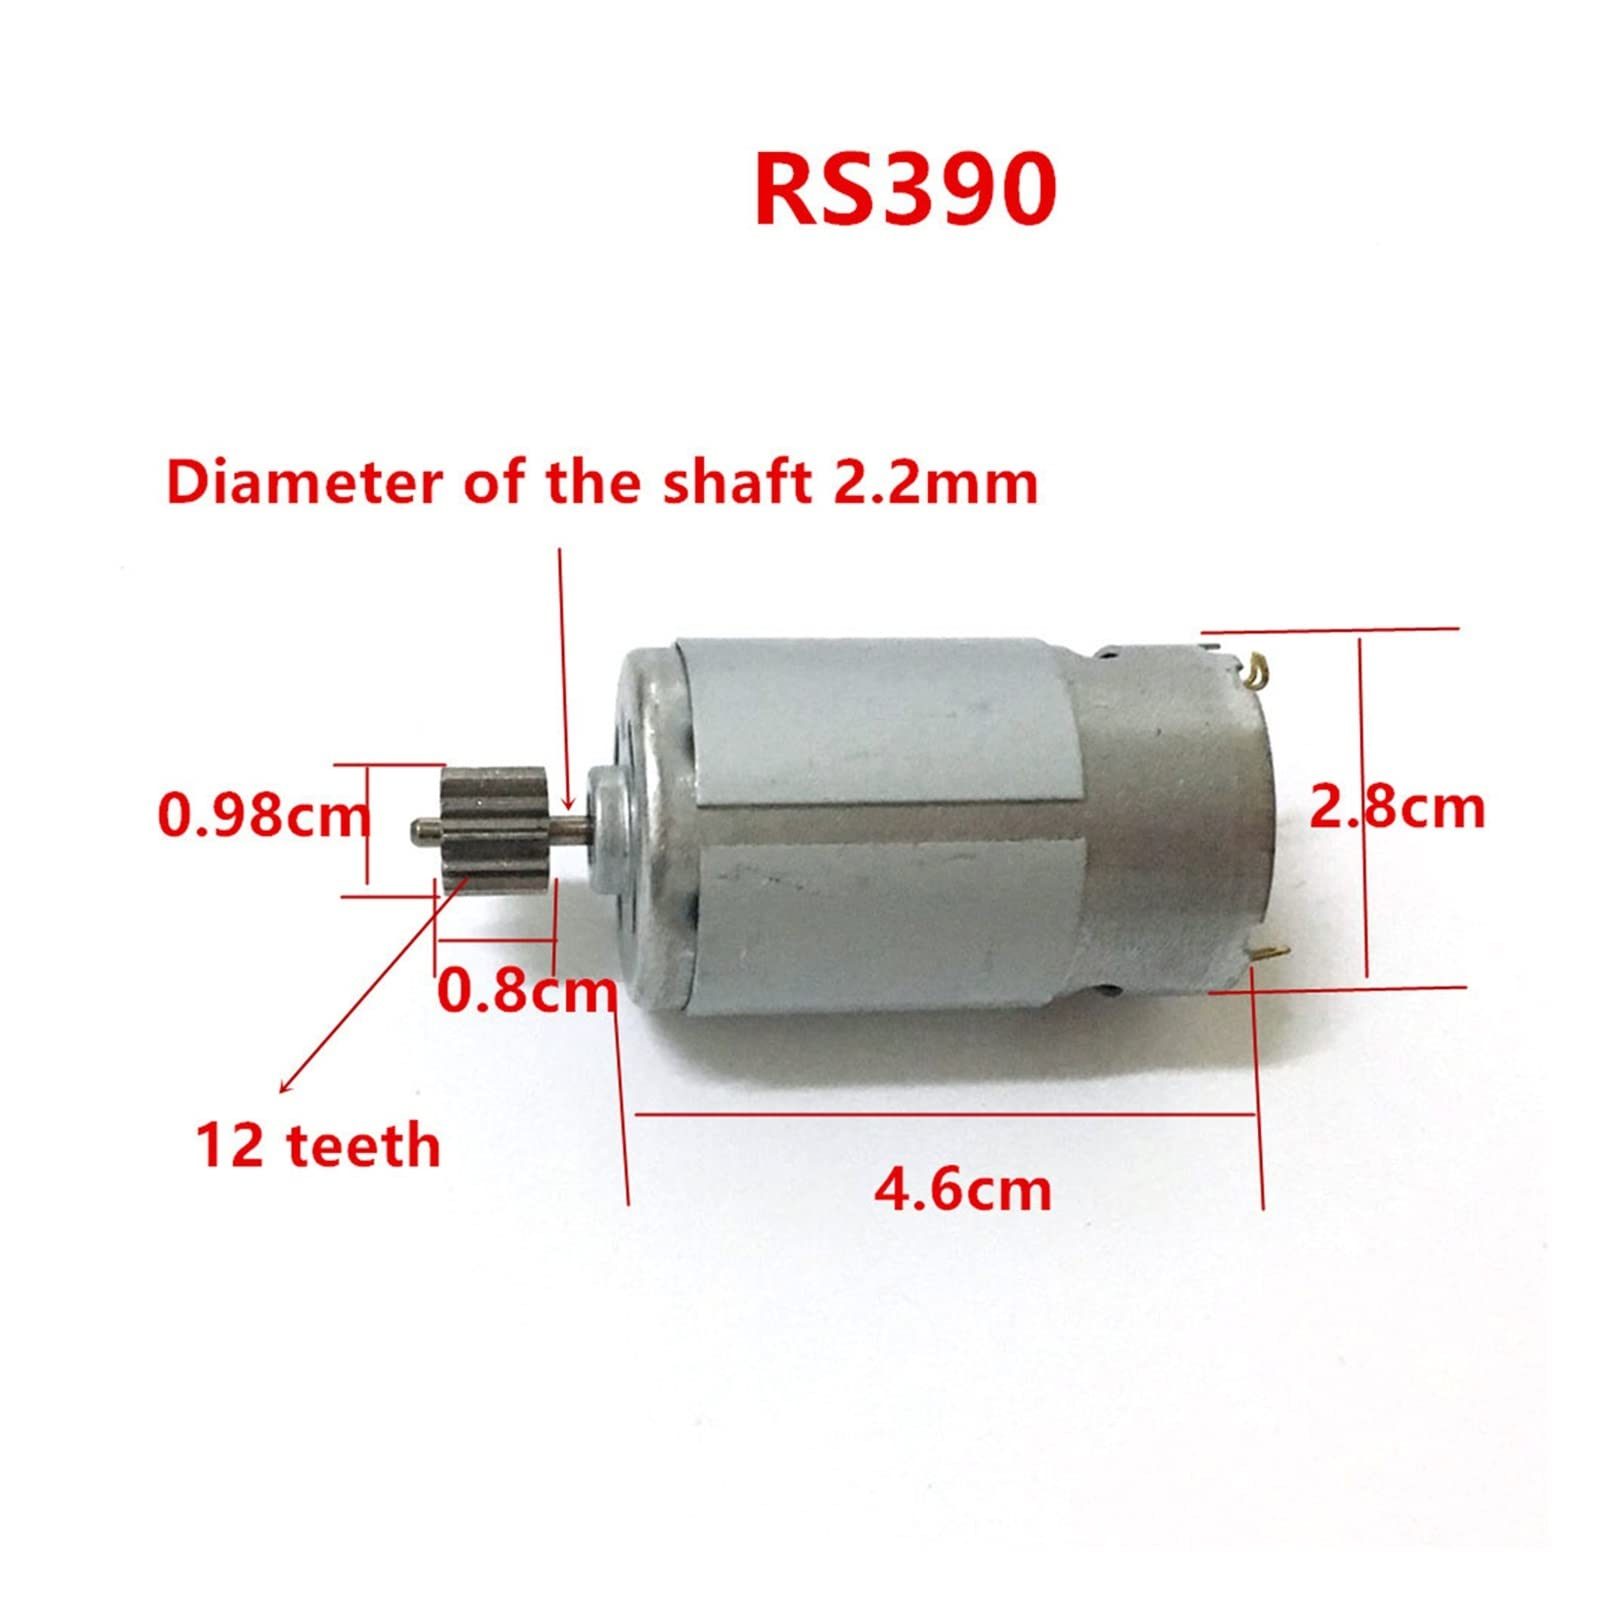 RS390
Diameter of the shaft 2.2mm
0.98cm
2.8cm
0.8cm
12 teeth
4.6cm